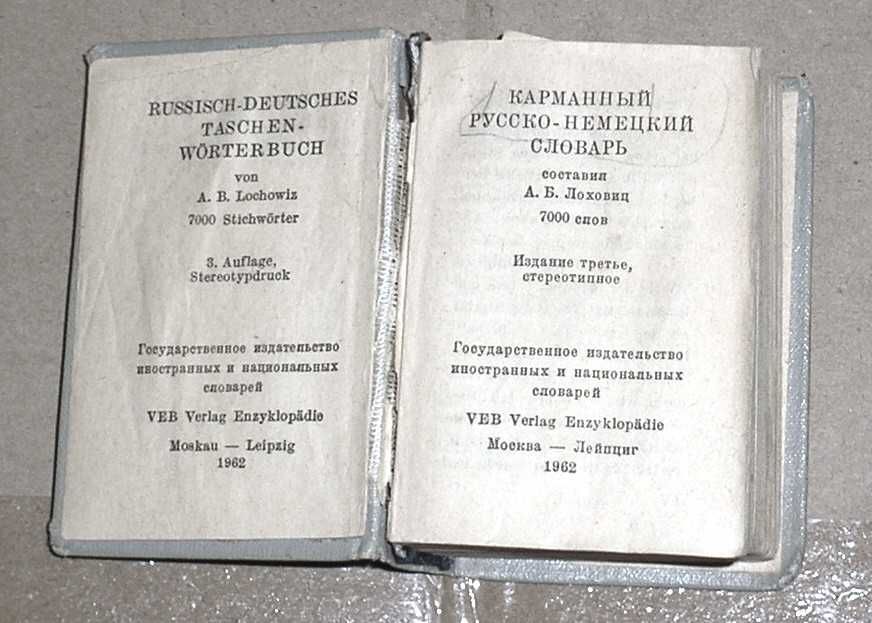 RUSSISCH-DEUTSCHES
TASCHEN-
WÖRTERBUCH
von
A. B. Lochowiz
7000 Stichwörter
3. Auflage,
Stereotypdruck
Государственное издательство
иностранных и национальных
словарей
VEB Verlag Enzyklopädie
Moskau — Leipzig
1962
КАРМАННЫЙ
РУССКО-НЕМЕЦКИЙ
СЛОВАРЬ
составил
А. Б. Лоховиц
7000 слов
Издание третье,
стереотипное
Государственное издательство
иностранных и национальных
словарей
VEB Verlag Enzyklopädie
Москва — Лейпциг
1962